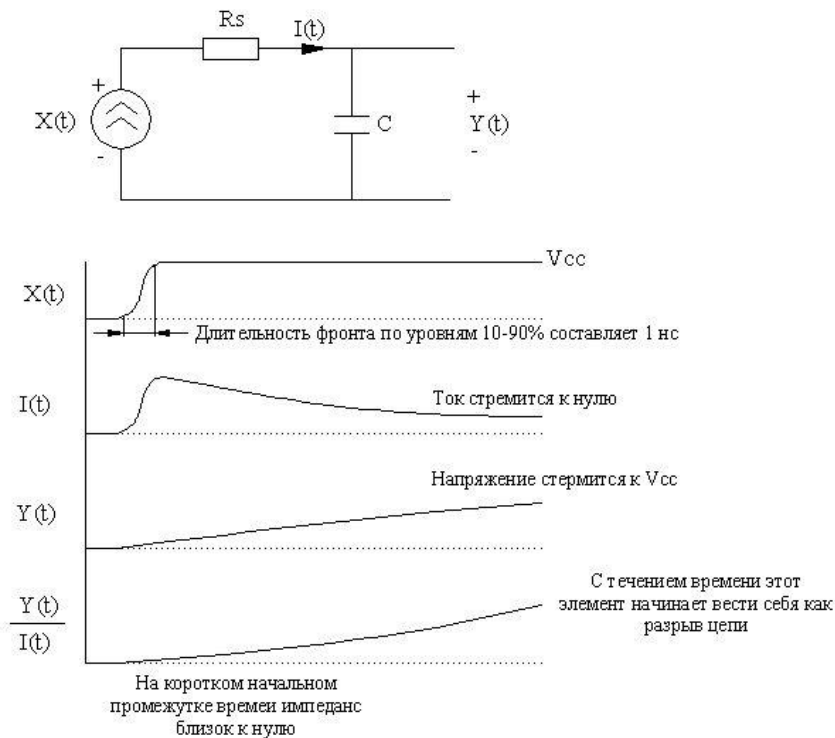 Rs
I(t)
+
X(t)
-
C
+
Y(t)
-
Vcc
X(t)
Длительность фронта по уровням 10-90% составляет 1 нс
I(t)
Ток стремится к нулю
Напряжение стермится к Vcc
Y(t)
Y(t)
I(t)
С течением времени этот
элемент начинает вести себя как
разрыв цепи
На коротком начальном
промежутке времеи импеданс
близок к нулю